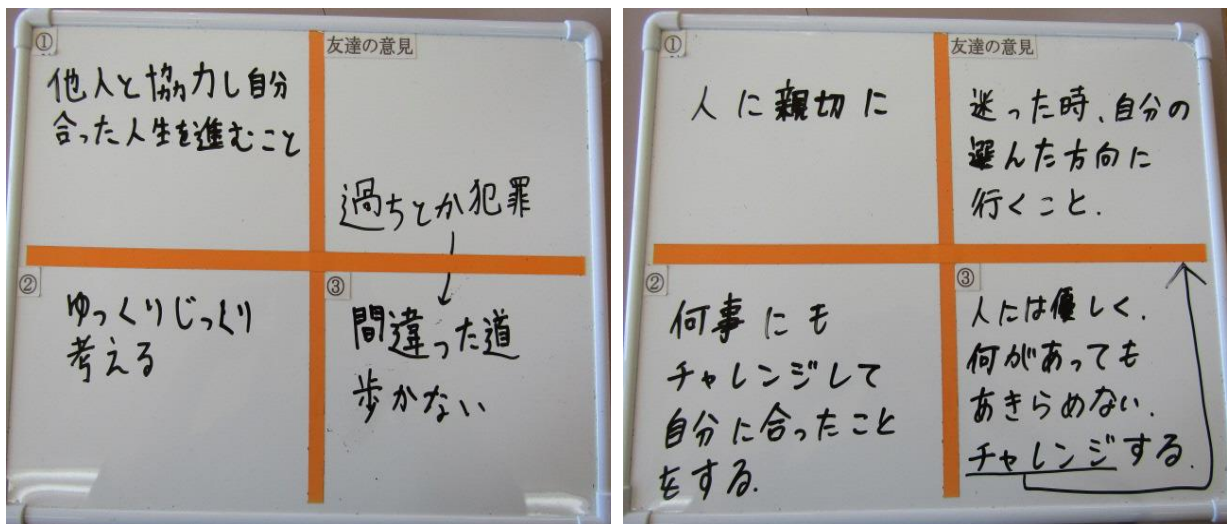 ①
他人と協力し自分
合った人生を進むこと
友達の意見
過ちとか犯罪
②
ゆっくりじっくり
考える
③
間違った道
歩かない
①
人に親切に
友達の意見
迷った時、自分の
選んだ方向に
行くこと.
②
何事にも
チャレンジして
自分に合ったこと
をする.
③
人には優しく.
何があっても
あきらめない.
チャレンジする.